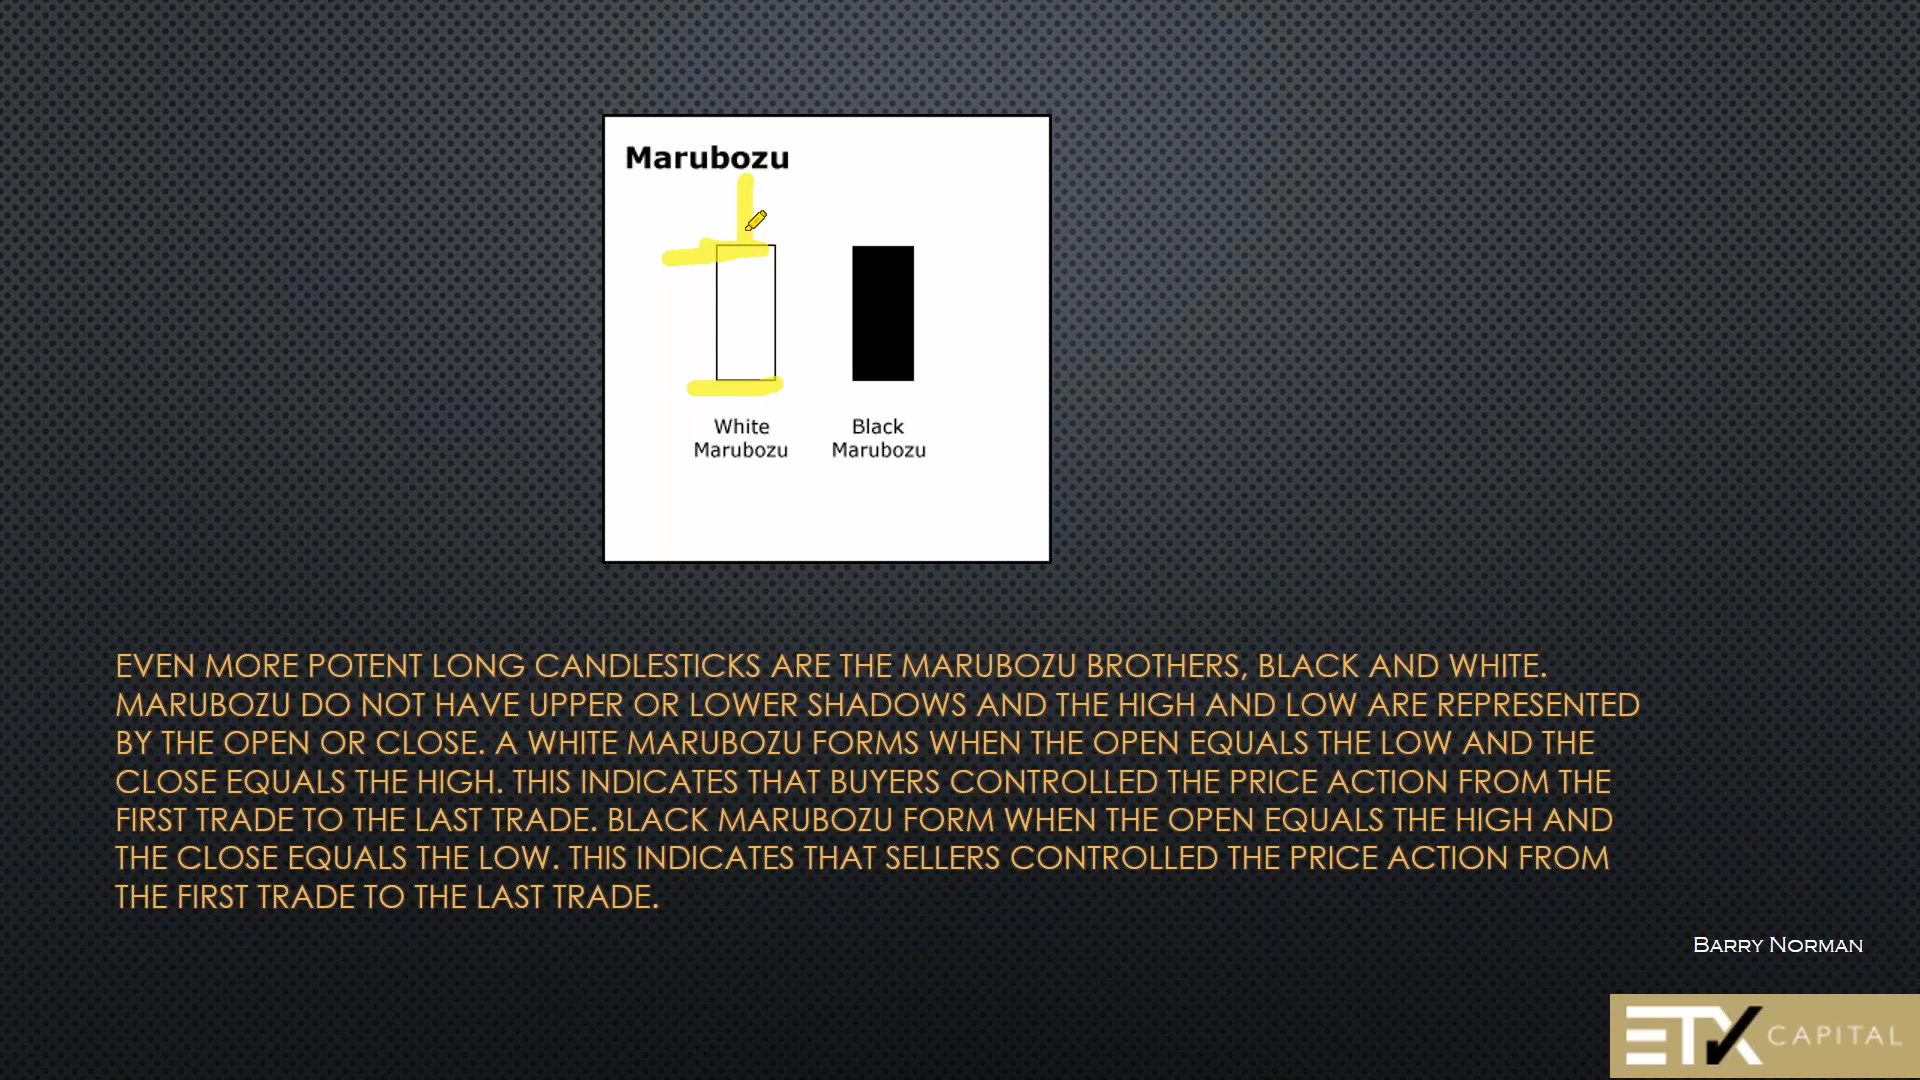 Marubozu
White Marubozu
Black Marubozu
EVEN MORE POTENT LONG CANDLESTICKS ARE THE MARUBOZU BROTHERS, BLACK AND WHITE.
MARUBOZU DO NOT HAVE UPPER OR LOWER SHADOWS AND THE HIGH AND LOW ARE REPRESENTED
BY THE OPEN OR CLOSE. A WHITE MARUBOZU FORMS WHEN THE OPEN EQUALS THE LOW AND THE
CLOSE EQUALS THE HIGH. THIS INDICATES THAT BUYERS CONTROLLED THE PRICE ACTION FROM THE
FIRST TRADE TO THE LAST TRADE. BLACK MARUBOZU FORM WHEN THE OPEN EQUALS THE HIGH AND
THE CLOSE EQUALS THE LOW. THIS INDICATES THAT SELLERS CONTROLLED THE PRICE ACTION FROM
THE FIRST TRADE TO THE LAST TRADE.
Barry Norman
ETX CAPITAL